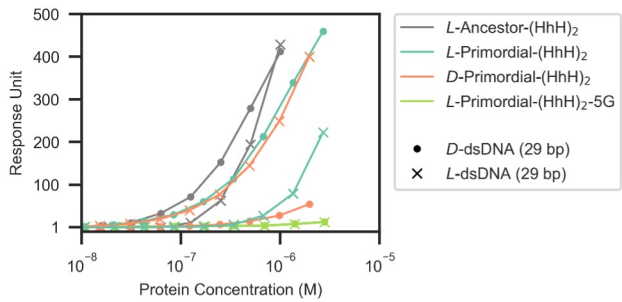 500
400
300
200
100
1
Response Unit
10⁻⁸ 10⁻⁷ 10⁻⁶ 10⁻⁵
Protein Concentration (M)
L-Ancestor-(HhH)₂
L-Primordial-(HhH)₂
D-Primordial-(HhH)₂
L-Primordial-(HhH)₂-5G
D-dsDNA (29 bp)
L-dsDNA (29 bp)